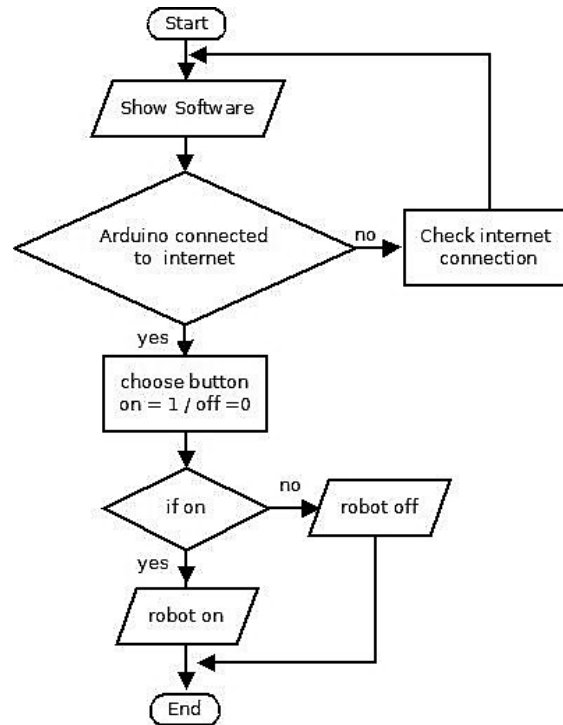 Start
Show Software
Arduino connected
to internet
no
Check internet
connection
yes
choose button
on = 1 / off =0
if on
no
robot off
yes
robot on
End